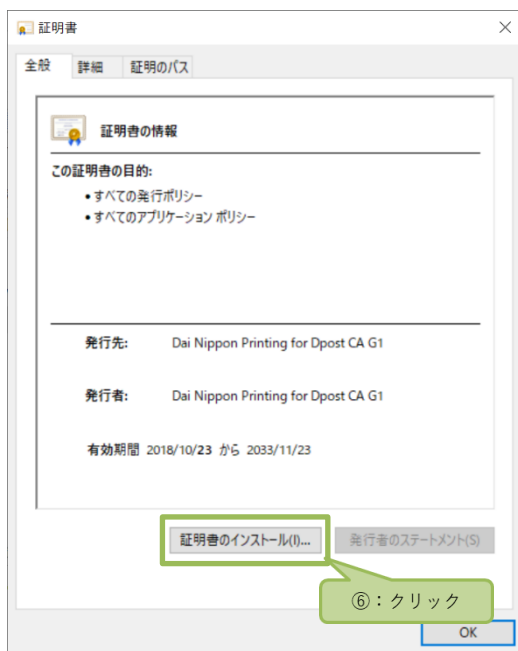 証明書
全般 詳細 証明のパス
証明書の情報
この証明書の目的:
• すべての発行ポリシー
• すべてのアプリケーション ポリシー
発行先: Dai Nippon Printing for Dpost CA G1
発行者: Dai Nippon Printing for Dpost CA G1
有効期間 2018/10/23 から 2033/11/23
証明書のインストール(I)... 発行者のステートメント(S)
⑥：クリック
OK